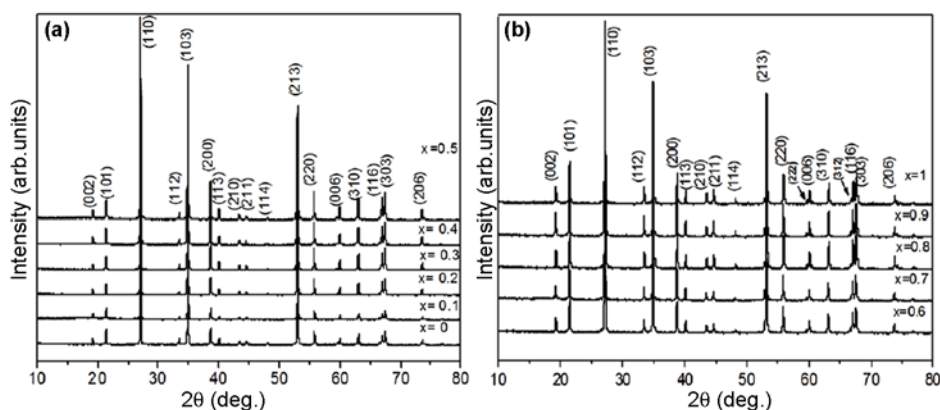 (a)
Intensity (arb.units)
(002)
(101)
(110)
(112)
(103)
(200)
(113)
(210)
(211)
(114)
(213)
(220)
(006)
(310)
(116)
(303)
(206)
x=0.5
x= 0.4
x= 0.3
x= 0.2
x= 0.1
x= 0
10 20 30 40 50 60 70 80
2θ (deg.)
(b)
Intensity (arb.units)
(002)
(101)
(110)
(112)
(103)
(200)
(113)
(210)
(211)
(114)
(213)
(220)
(222)
(006)
(310)
(312)
(116)
(303)
(206)
x=1
x=0.9
x=0.8
x=0.7
x=0.6
10 20 30 40 50 60 70 80
2θ (deg.)